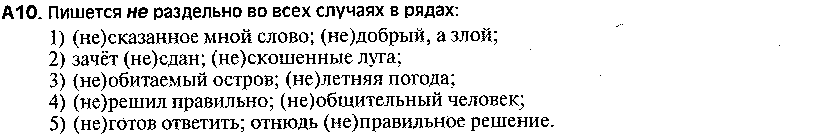 А10. Пишется не раздельно во всех случаях в рядах:
1) (не)сказанное мной слово; (не)добрый, а злой;
2) зачёт (не)сдан; (не)скошенные луга;
3) (не)обитаемый остров; (не)летняя погода;
4) (не)решил правильно; (не)общительный человек;
5) (не)готов ответить; отнюдь (не)правильное решение.